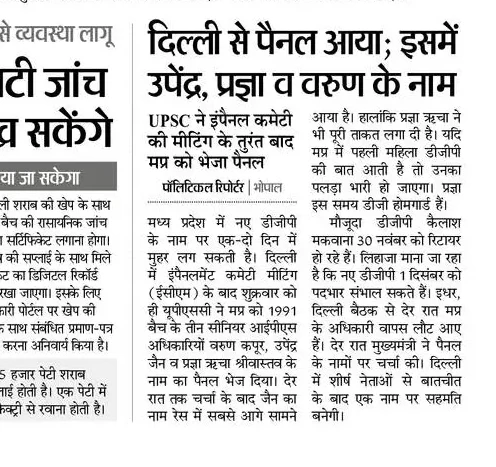 से व्यवस्था लागू
टी जांच
सकेंगे
या जा सकेगा
ली शराब की खेप के साथ
बैच की रासायनिक जांच
सर्टिफिकेट लगाना होगा।
की सप्लाई के साथ मिले
ट का डिजिटल रिकॉर्ड
रखा जाएगा। इसके लिए
कारी पोर्टल पर खेप की
के साथ संबंधित प्रमाण-पत्र
करना अनिवार्य किया है।
5 हजार पेटी शराब
लाई होती है। एक पेटी में
फैक्ट्री से रवाना होती है।
दिल्ली से पैनल आया; इसमें
उपेंद्र, प्रज्ञा व वरुण के नाम
UPSC ने इंपैनल कमेटी
की मीटिंग के तुरंत बाद
मप्र को भेजा पैनल
पॉलिटिकल रिपोर्टर | भोपाल
मध्य प्रदेश में नए डीजीपी
के नाम पर एक-दो दिन में
मुहर लग सकती है। दिल्ली
में इंपैनलमेंट कमेटी मीटिंग
(ईसीएम) के बाद शुक्रवार को
ही यूपीएससी ने मप्र को 1991
बैच के तीन सीनियर आईपीएस
अधिकारियों वरुण कपूर, उपेंद्र
जैन व प्रज्ञा ऋचा श्रीवास्तव के
नाम का पैनल भेज दिया। देर
रात तक चर्चा के बाद जैन का
नाम रेस में सबसे आगे सामने
आया है। हालांकि प्रज्ञा ऋचा ने
भी पूरी ताकत लगा दी है। यदि
मप्र में पहली महिला डीजीपी
की बात आती है तो उनका
पलड़ा भारी हो जाएगा। प्रज्ञा
इस समय डीजी होमगार्ड हैं।
मौजूदा डीजीपी कैलाश
मकवाना 30 नवंबर को रिटायर
हो रहे हैं। लिहाजा माना जा रहा
है कि नए डीजीपी 1 दिसंबर को
पदभार संभाल सकते हैं। इधर,
दिल्ली बैठक से देर रात मप्र
के अधिकारी वापस लौट आए
हैं। देर रात मुख्यमंत्री ने पैनल
के नामों पर चर्चा की। दिल्ली
में शीर्ष नेताओं से बातचीत
के बाद एक नाम पर सहमति
बनेगी।